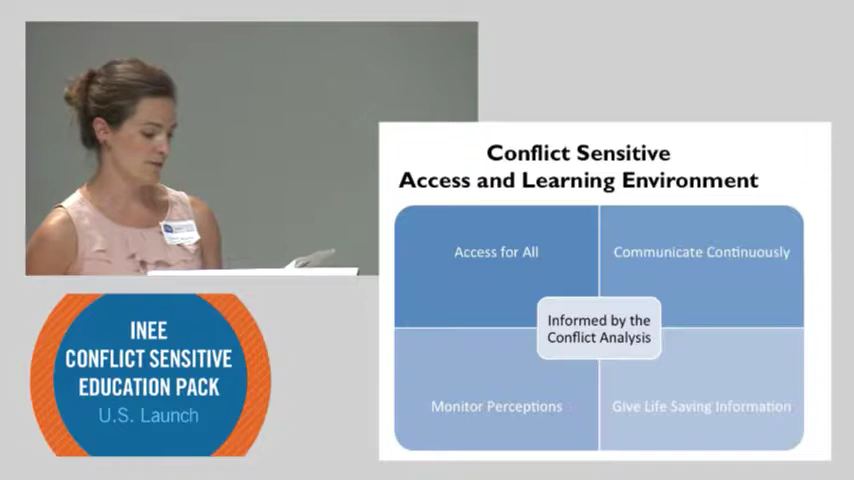 Conflict Sensitive
Access and Learning Environment
Access for All
Communicate Continuously
Informed by the
Conflict Analysis
Monitor Perceptions
Give Life Saving Information
INEE
CONFLICT SENSITIVE
EDUCATION PACK
U.S. Launch